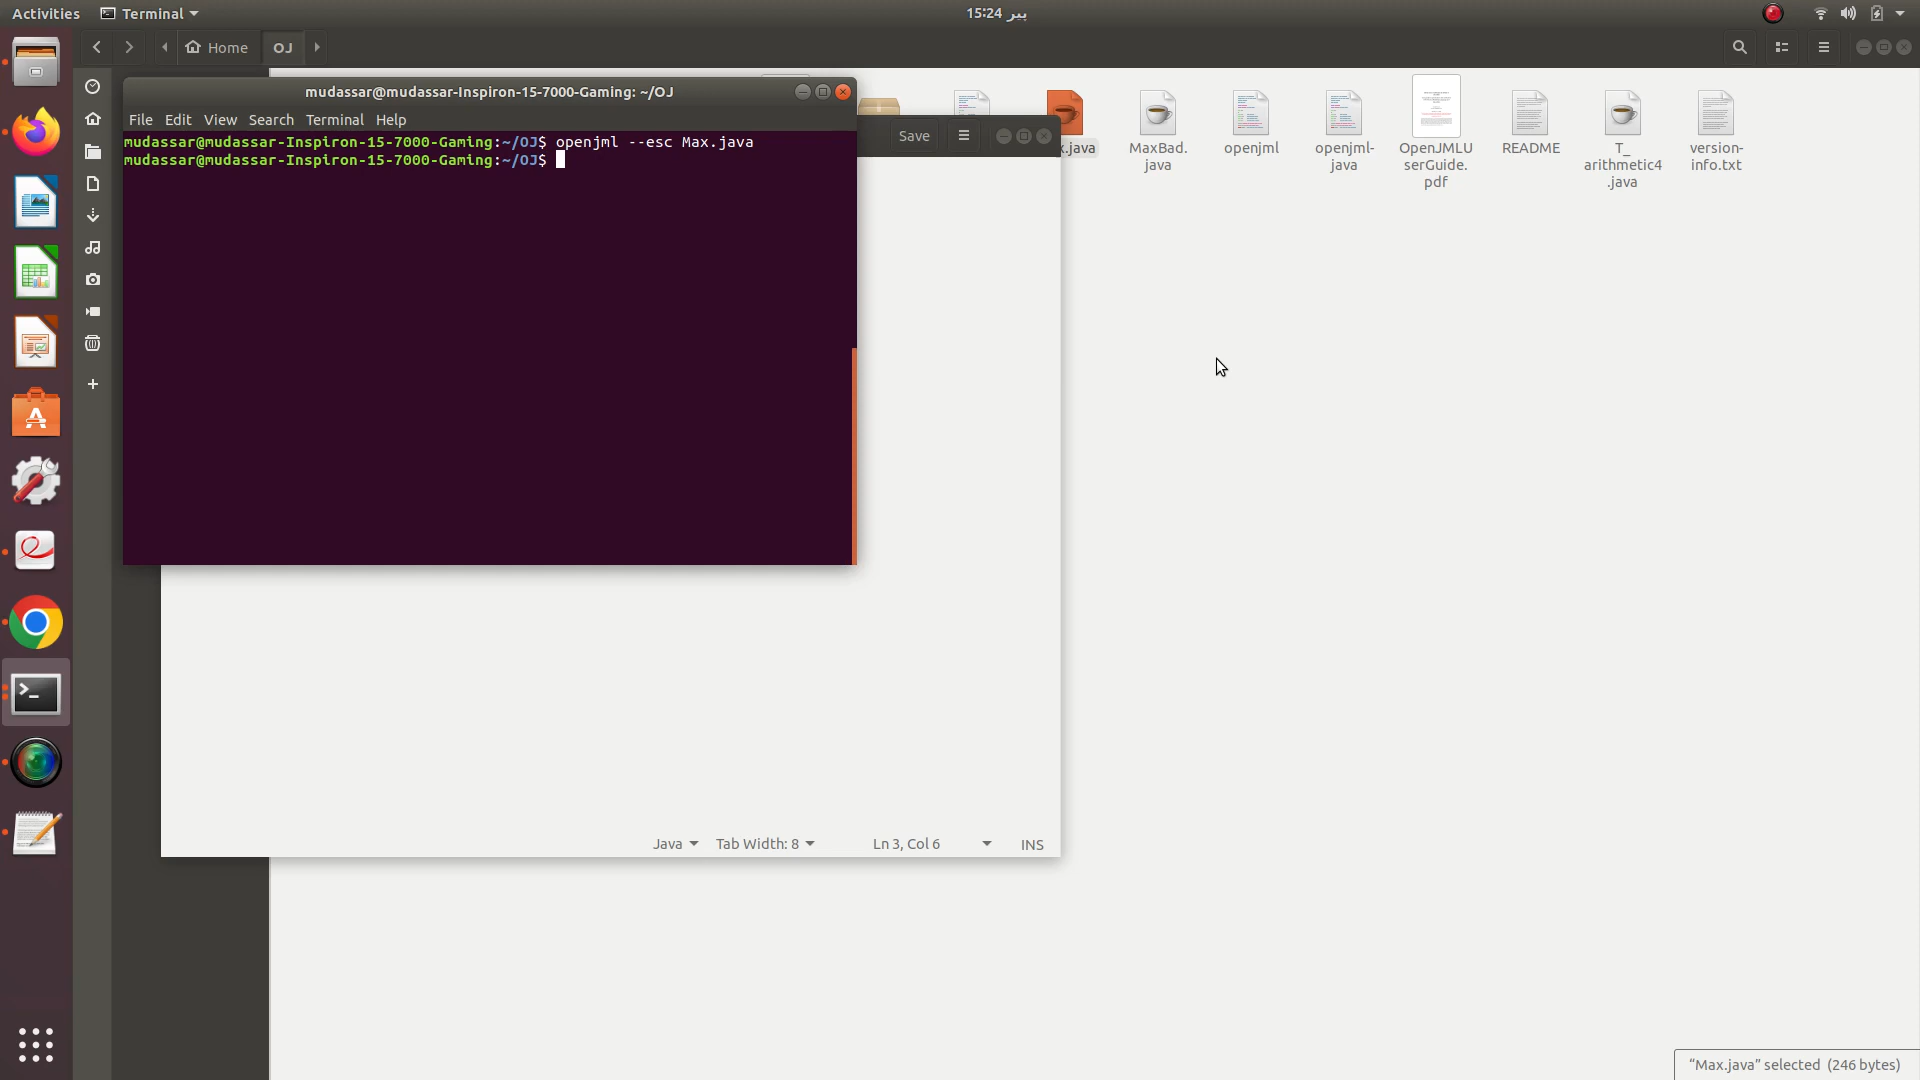 Activities
Terminal
پیر 15:24
Home
OJ
mudassar@mudassar-Inspiron-15-7000-Gaming: ~/OJ
File Edit View Search Terminal Help
mudassar@mudassar-Inspiron-15-7000-Gaming:~/OJ$ openjml --esc Max.java
mudassar@mudassar-Inspiron-15-7000-Gaming:~/OJ$
Save
x.java
MaxBad.
java
openjml
openjml-
java
OpenJMLU
serGuide.
pdf
README
T_
arithmetic4
.java
version-
info.txt
Java
Tab Width: 8
Ln 3, Col 6
INS
“Max.java” selected (246 bytes)